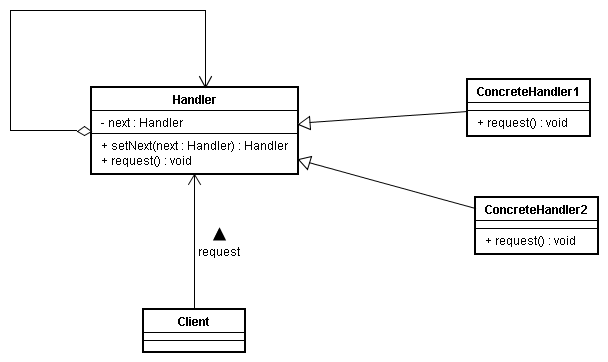 Handler
- next : Handler
+ setNext(next : Handler) : Handler
+ request() : void
ConcreteHandler1
+ request() : void
ConcreteHandler2
+ request() : void
request
Client